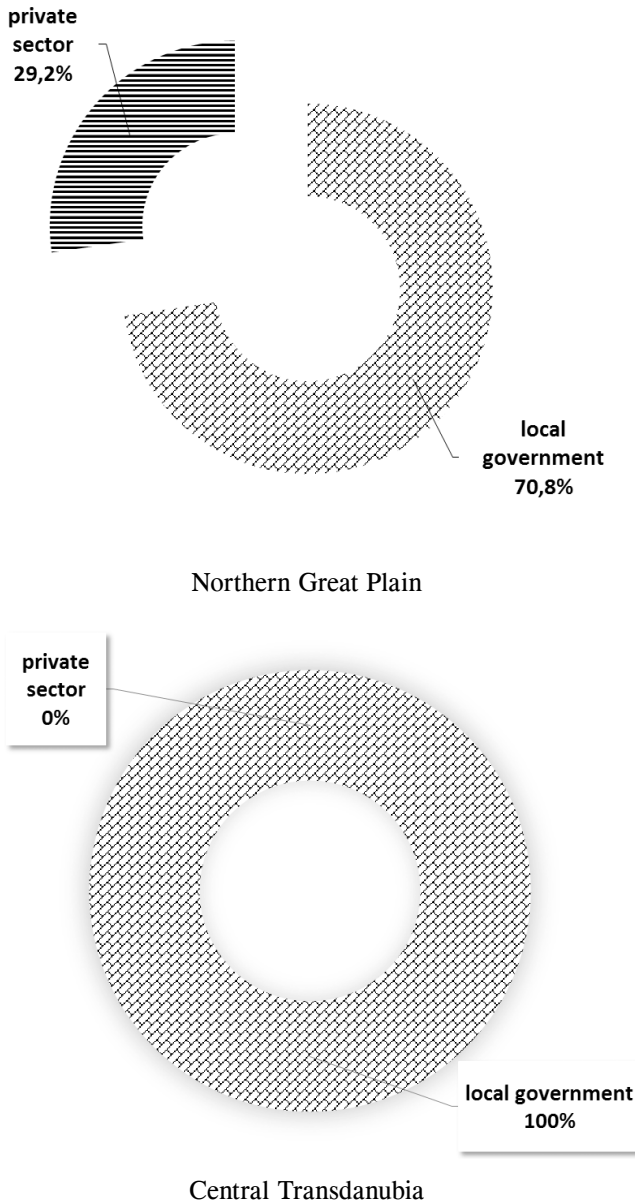 private
sector
29,2%
local
government
70,8%
Northern Great Plain
private
sector
0%
local government
100%
Central Transdanubia